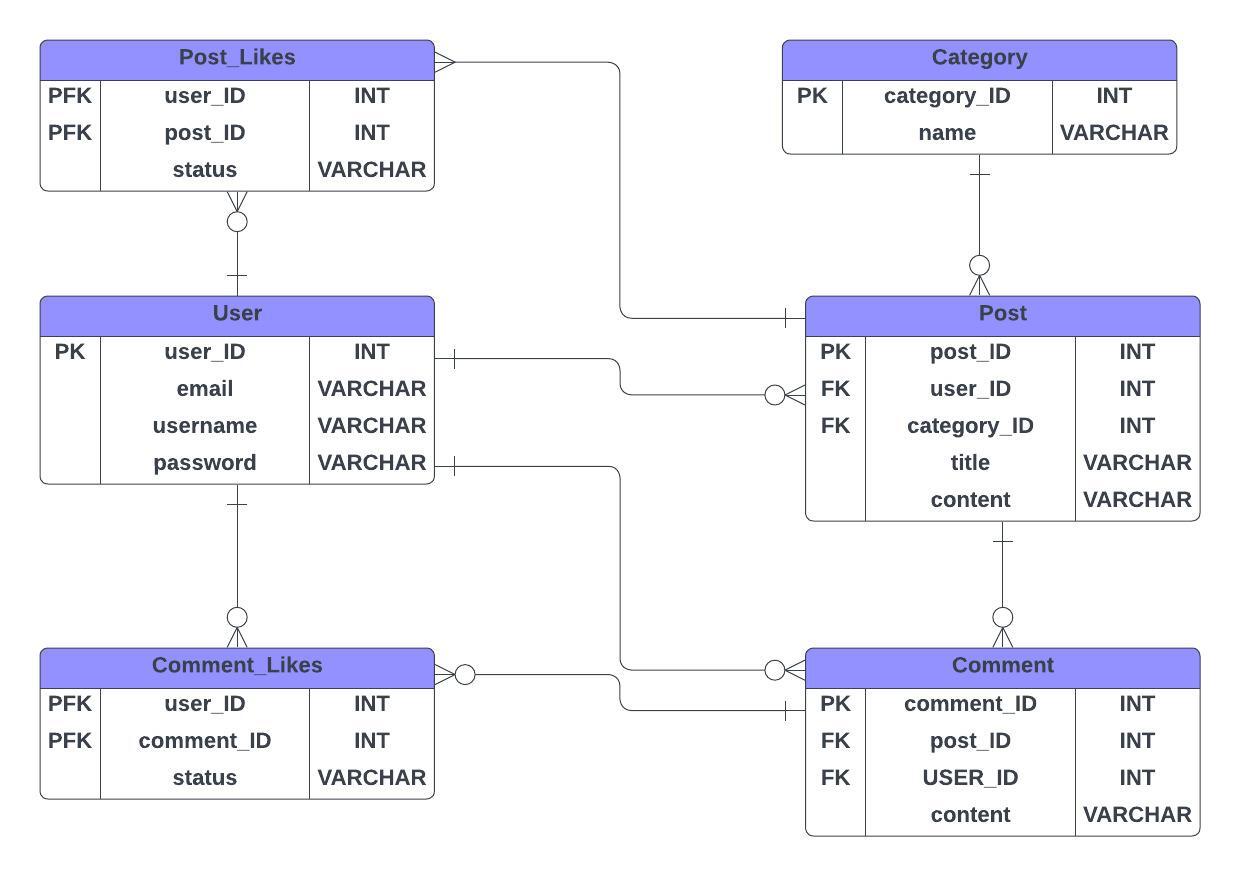 Post_Likes
PFK user_ID INT
PFK post_ID INT
status VARCHAR
Category
PK category_ID INT
name VARCHAR
User
PK user_ID INT
email VARCHAR
username VARCHAR
password VARCHAR
Post
PK post_ID INT
FK user_ID INT
FK category_ID INT
title VARCHAR
content VARCHAR
Comment_Likes
PFK user_ID INT
PFK comment_ID INT
status VARCHAR
Comment
PK comment_ID INT
FK post_ID INT
FK USER_ID INT
content VARCHAR